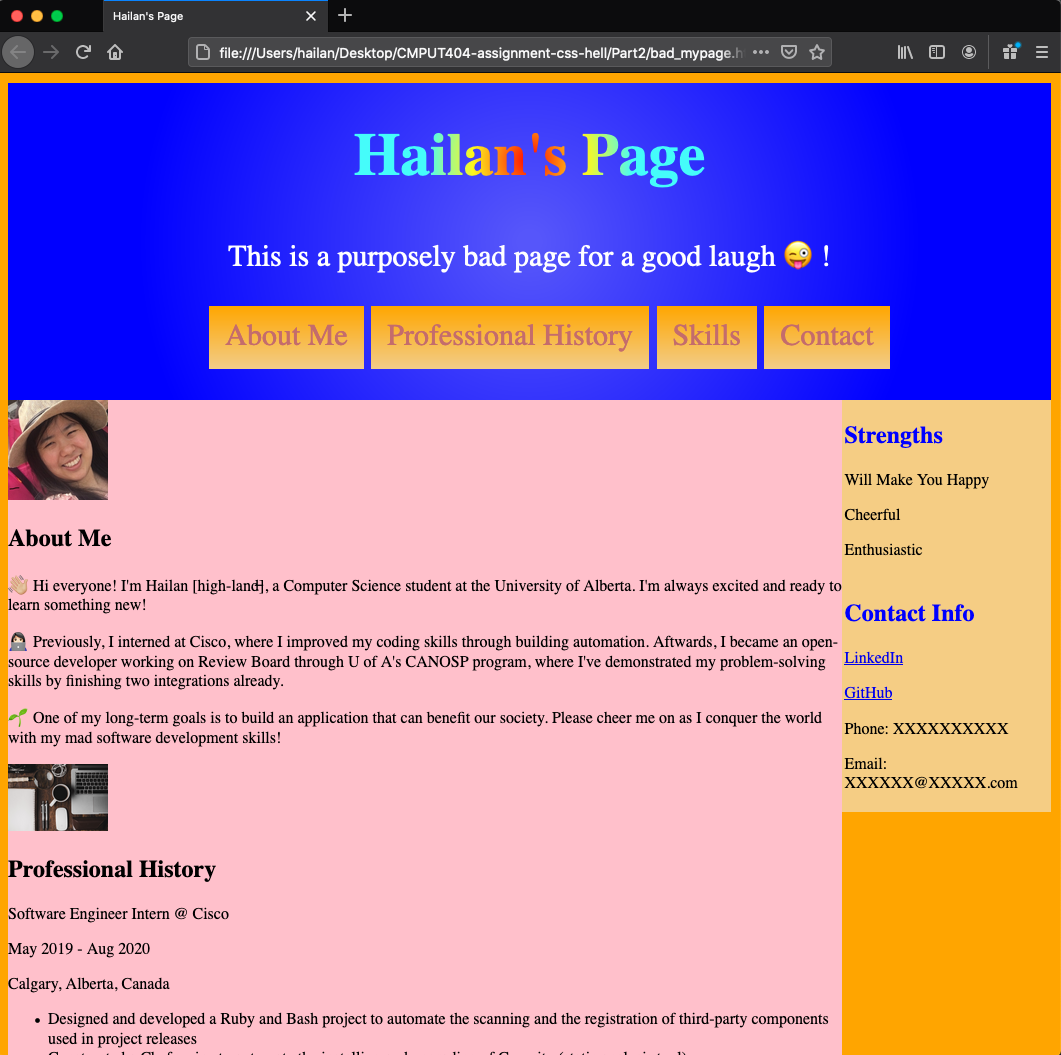 Hailan's Page
file:///Users/hailan/Desktop/CMPUT404-assignment-css-hell/Part2/bad_mypage.h
Hailan's Page
This is a purposely bad page for a good laugh 😜 !
About Me
Professional History
Skills
Contact
About Me
👋🏼 Hi everyone! I'm Hailan [high-land], a Computer Science student at the University of Alberta. I'm always excited and ready to
learn something new!
👩🏻‍💻 Previously, I interned at Cisco, where I improved my coding skills through building automation. Aftwards, I became an open-
source developer working on Review Board through U of A's CANOSP program, where I've demonstrated my problem-solving
skills by finishing two integrations already.
🌱 One of my long-term goals is to build an application that can benefit our society. Please cheer me on as I conquer the world
with my mad software development skills!
Professional History
Software Engineer Intern @ Cisco
May 2019 - Aug 2020
Calgary, Alberta, Canada
• Designed and developed a Ruby and Bash project to automate the scanning and the registration of third-party components
used in project releases
Strengths
Will Make You Happy
Cheerful
Enthusiastic
Contact Info
LinkedIn
GitHub
Phone: XXXXXXXXXX
Email:
XXXXXX@XXXXX.com